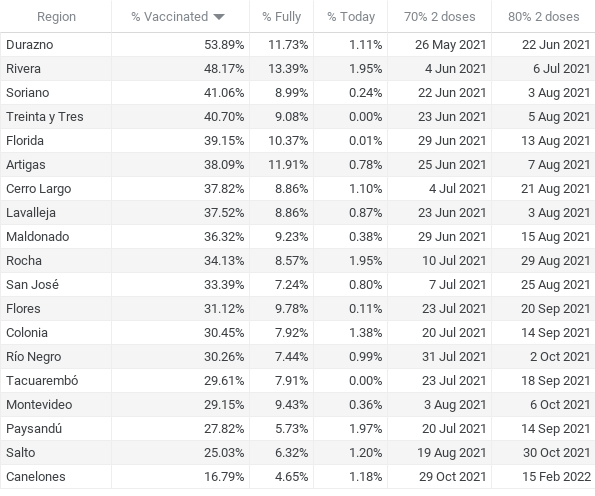 Region % Vaccinated % Fully % Today 70% 2 doses 80% 2 doses
Durazno 53.89% 11.73% 1.11% 26 May 2021 22 Jun 2021
Rivera 48.17% 13.39% 1.95% 4 Jun 2021 6 Jul 2021
Soriano 41.06% 8.99% 0.24% 22 Jun 2021 3 Aug 2021
Treinta y Tres 40.70% 9.08% 0.00% 23 Jun 2021 5 Aug 2021
Florida 39.15% 10.37% 0.01% 29 Jun 2021 13 Aug 2021
Artigas 38.09% 11.91% 0.78% 25 Jun 2021 7 Aug 2021
Cerro Largo 37.82% 8.86% 1.10% 4 Jul 2021 21 Aug 2021
Lavalleja 37.52% 8.86% 0.87% 23 Jun 2021 3 Aug 2021
Maldonado 36.32% 9.23% 0.38% 29 Jun 2021 15 Aug 2021
Rocha 34.13% 8.57% 1.95% 10 Jul 2021 29 Aug 2021
San José 33.39% 7.24% 0.80% 7 Jul 2021 25 Aug 2021
Flores 31.12% 9.78% 0.11% 23 Jul 2021 20 Sep 2021
Colonia 30.45% 7.92% 1.38% 20 Jul 2021 14 Sep 2021
Río Negro 30.26% 7.44% 0.99% 31 Jul 2021 2 Oct 2021
Tacuarembó 29.61% 7.91% 0.00% 23 Jul 2021 18 Sep 2021
Montevideo 29.15% 9.43% 0.36% 3 Aug 2021 6 Oct 2021
Paysandú 27.82% 5.73% 1.97% 20 Jul 2021 14 Sep 2021
Salto 25.03% 6.32% 1.20% 19 Aug 2021 30 Oct 2021
Canelones 16.79% 4.65% 1.18% 29 Oct 2021 15 Feb 2022